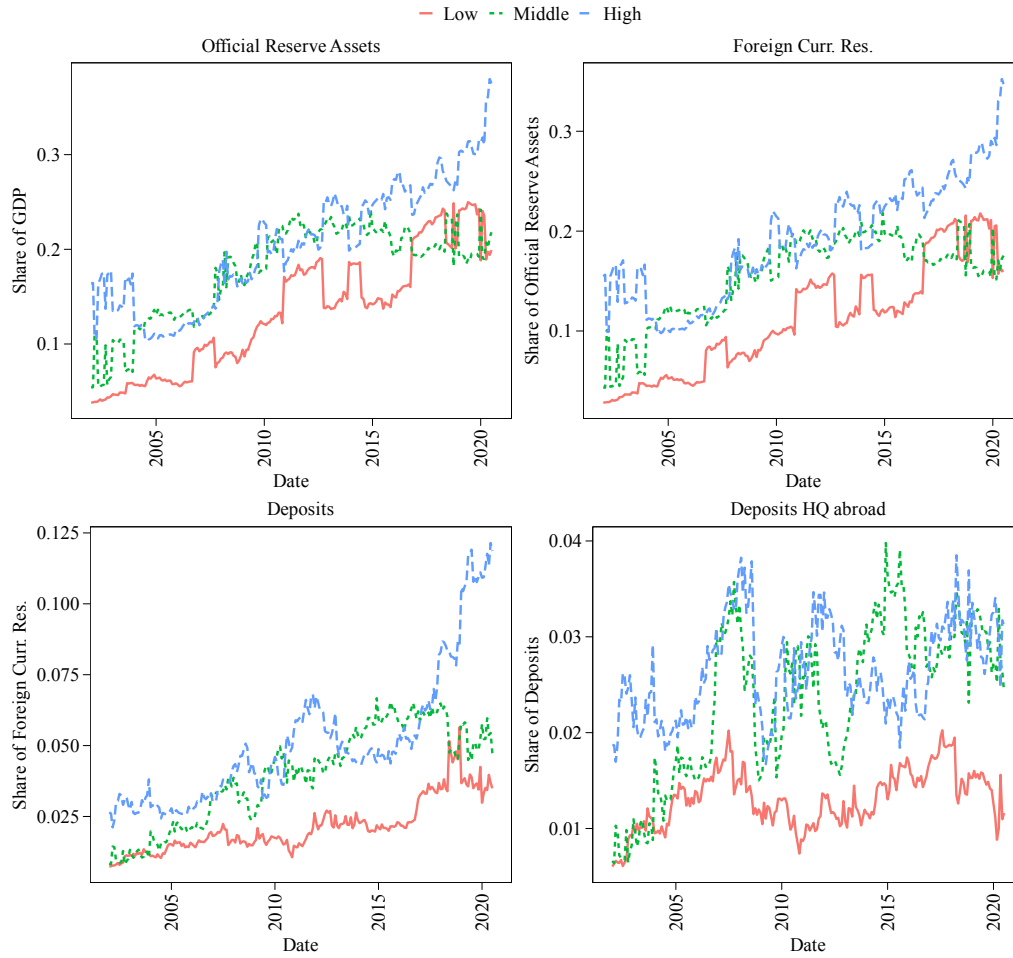 Low Middle High
Official Reserve Assets
Share of GDP
0.3
0.2
0.1
2005
2010
2015
2020
Date
Foreign Curr. Res.
Share of Official Reserve Assets
0.3
0.2
0.1
2005
2010
2015
2020
Date
Deposits
Share of Foreign Curr. Res.
0.125
0.100
0.075
0.050
0.025
2005
2010
2015
2020
Date
Deposits HQ abroad
Share of Deposits
0.04
0.03
0.02
0.01
2005
2010
2015
2020
Date